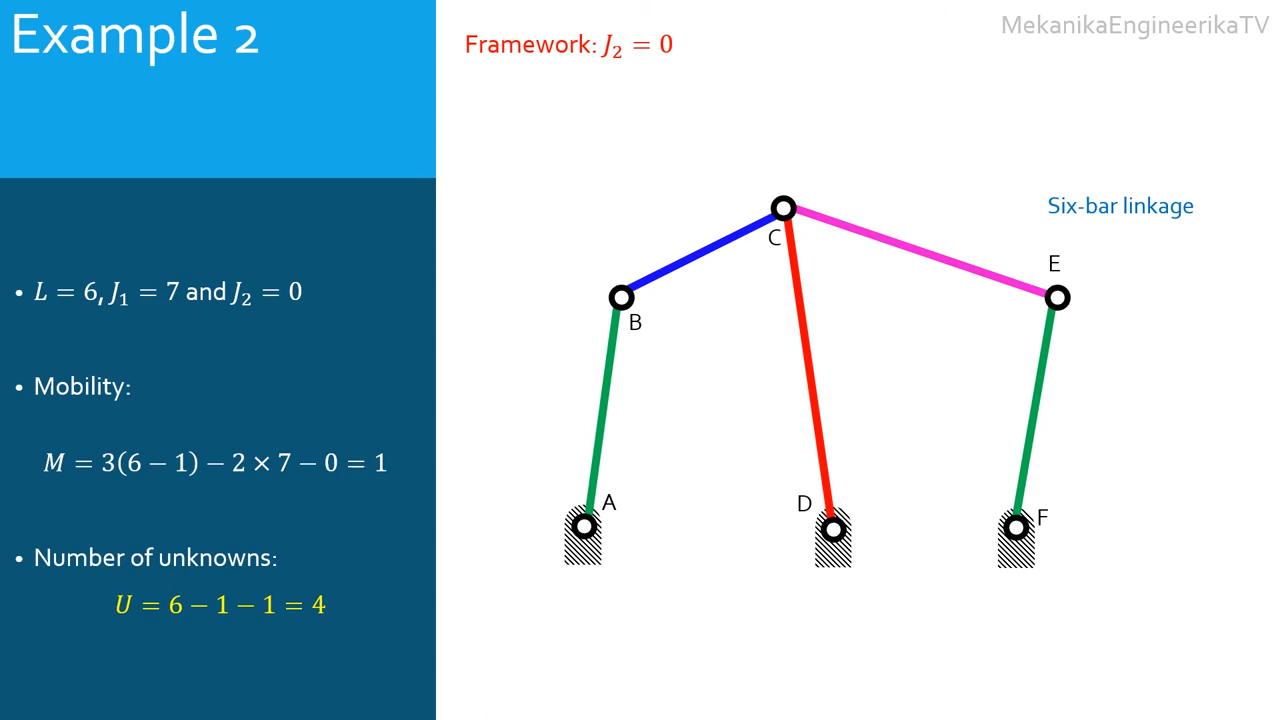 Example 2
MekanikaEngineerikaTV
Framework: J₂ = 0
Six-bar linkage
• L = 6, J₁ = 7 and J₂ = 0
• Mobility:
M = 3(6 − 1) − 2 × 7 − 0 = 1
• Number of unknowns:
U = 6 − 1 − 1 = 4
C
E
B
A
D
F